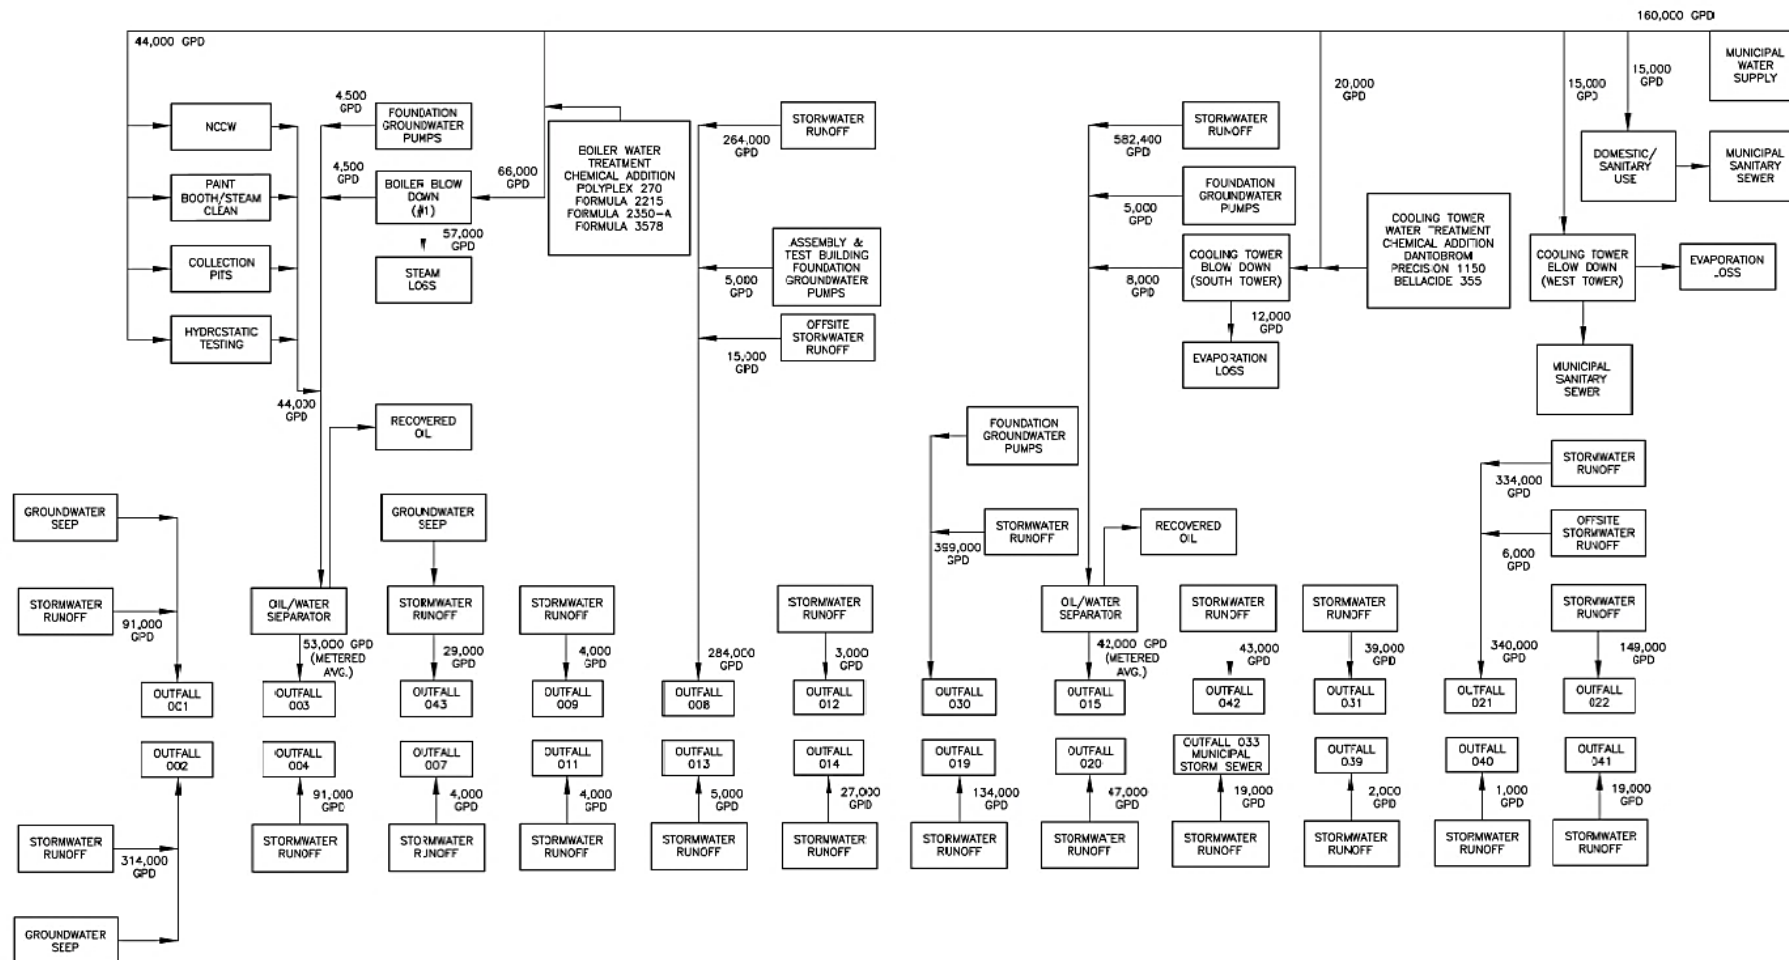 160,000 GPD
44,000 GPD
MUNICIPAL
WATER
SUPPLY
15,000
GPD
15,000
GPD
20,000
GPD
4,500
GPD
FOUNDATION
GROUNDWATER
PUMPS
NCCW
BOILER WATER
TREATMENT
CHEMICAL ADDITION
POLYPLEX 270
FORMULA 2215
FORMULA 2350-A
FORMULA 3578
STORMWATER
RUNOFF
264,000
GPD
STORMWATER
RUNOFF
582,400
GPD
DOMESTIC/
SANITARY
USE
MUNICIPAL
SANITARY
SEWER
4,500
GPD
BOILER BLOW
DOWN
(#1)
66,000
GPD
PAINT
BOOTH/STEAM
CLEAN
FOUNDATION
GROUNDWATER
PUMPS
5,000
GPD
COOLING TOWER
WATER TREATMENT
CHEMICAL ADDITION
DANTOBROM
PRECISION 1150
BELLACIDE 355
57,000
GPD
STEAM
LOSS
COLLECTION
PITS
ASSEMBLY &
TEST BUILDING
FOUNDATION
GROUNDWATER
PUMPS
5,000
GPD
COOLING TOWER
BLOW DOWN
(SOUTH TOWER)
8,000
GPD
COOLING TOWER
BLOW DOWN
(WEST TOWER)
EVAPORATION
LOSS
HYDROSTATIC
TESTING
OFFSITE
STORMWATER
RUNOFF
15,000
GPD
12,000
GPD
EVAPORATION
LOSS
MUNICIPAL
SANITARY
SEWER
44,000
GPD
RECOVERED
OIL
FOUNDATION
GROUNDWATER
PUMPS
STORMWATER
RUNOFF
334,000
GPD
GROUNDWATER
SEEP
GROUNDWATER
SEEP
STORMWATER
RUNOFF
399,000
GPD
RECOVERED
OIL
OFFSITE
STORMWATER
RUNOFF
6,000
GPD
STORMWATER
RUNOFF
91,000
GPD
OIL/WATER
SEPARATOR
STORMWATER
RUNOFF
STORMWATER
RUNOFF
STORMWATER
RUNOFF
OIL/WATER
SEPARATOR
STORMWATER
RUNOFF
STORMWATER
RUNOFF
STORMWATER
RUNOFF
53,000 GPD
(METERED
AVG.)
29,000
GPD
4,000
GPD
284,000
GPD
3,000
GPD
42,000 GPD
(METERED
AVG.)
43,000
GPD
39,000
GPD
340,000
GPD
149,000
GPD
OUTFALL
001
OUTFALL
003
OUTFALL
043
OUTFALL
009
OUTFALL
008
OUTFALL
012
OUTFALL
030
OUTFALL
015
OUTFALL
042
OUTFALL
031
OUTFALL
021
OUTFALL
022
OUTFALL
002
OUTFALL
004
OUTFALL
007
OUTFALL
011
OUTFALL
013
OUTFALL
014
OUTFALL
019
OUTFALL
020
OUTFALL 033
MUNICIPAL
STORM SEWER
OUTFALL
039
OUTFALL
040
OUTFALL
041
91,000
GPD
4,000
GPD
4,000
GPD
5,000
GPD
27,000
GPD
134,000
GPD
47,000
GPD
19,000
GPD
2,000
GPD
1,000
GPD
19,000
GPD
STORMWATER
RUNOFF
314,000
GPD
STORMWATER
RUNOFF
STORMWATER
RUNOFF
STORMWATER
RUNOFF
STORMWATER
RUNOFF
STORMWATER
RUNOFF
STORMWATER
RUNOFF
STORMWATER
RUNOFF
STORMWATER
RUNOFF
STORMWATER
RUNOFF
STORMWATER
RUNOFF
STORMWATER
RUNOFF
GROUNDWATER
SEEP